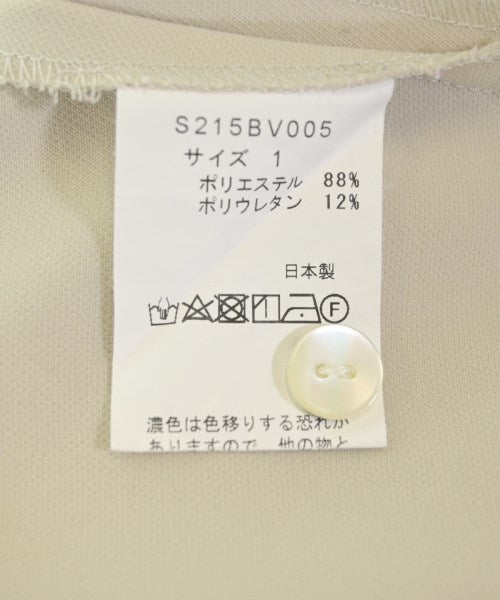 S215BV005
サイズ 1
ポリエステル 88%
ポリウレタン 12%
日本製
F
濃色は色移りする恐れが
ありますので、他の物と